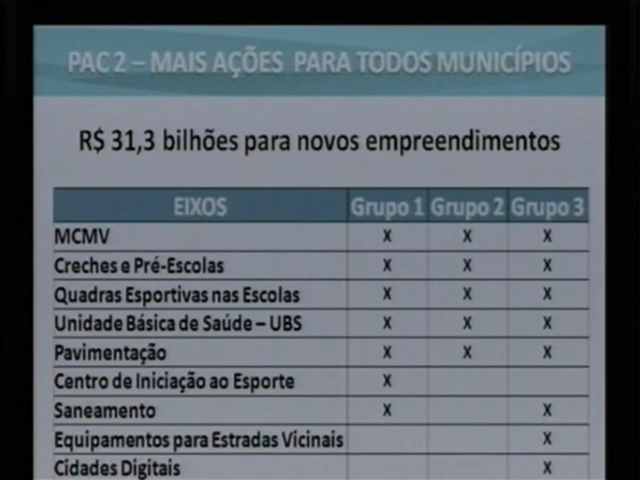 PAC 2 – MAIS AÇÕES PARA TODOS MUNICÍPIOS
R$ 31,3 bilhões para novos empreendimentos
EIXOS Grupo 1 Grupo 2 Grupo 3
MCMV X X X
Creches e Pré-Escolas X X X
Quadras Esportivas nas Escolas X X X
Unidade Básica de Saúde – UBS X X X
Pavimentação X X X
Centro de Iniciação ao Esporte X
Saneamento X X
Equipamentos para Estradas Vicinais X
Cidades Digitais X